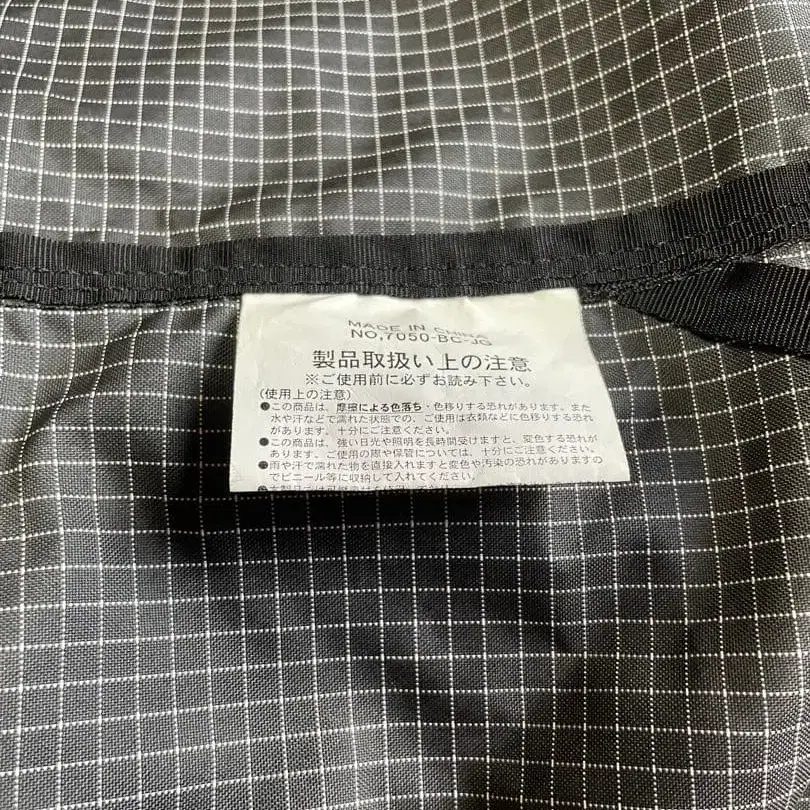 MADE IN CHINA
NO,7050-BC-JG
製品取扱い上の注意
※ご使用前に必ずお読み下さい。
(使用上の注意)
●この商品は、摩擦による色落ち・色移りする恐れがあります。また
水や汗などで濡れた状態での、ご使用は衣類などに色移りする恐れ
があります。十分にご注意ください。
●この商品は、強い日光や照明を長時間受けますと、変色する恐れが
あります。ご使用の際や保管については、十分にご注意ください。
●雨や汗で濡れた物を直接入れますと変色や汚染の恐れがありますの
でビニール等に収納して入れてください。